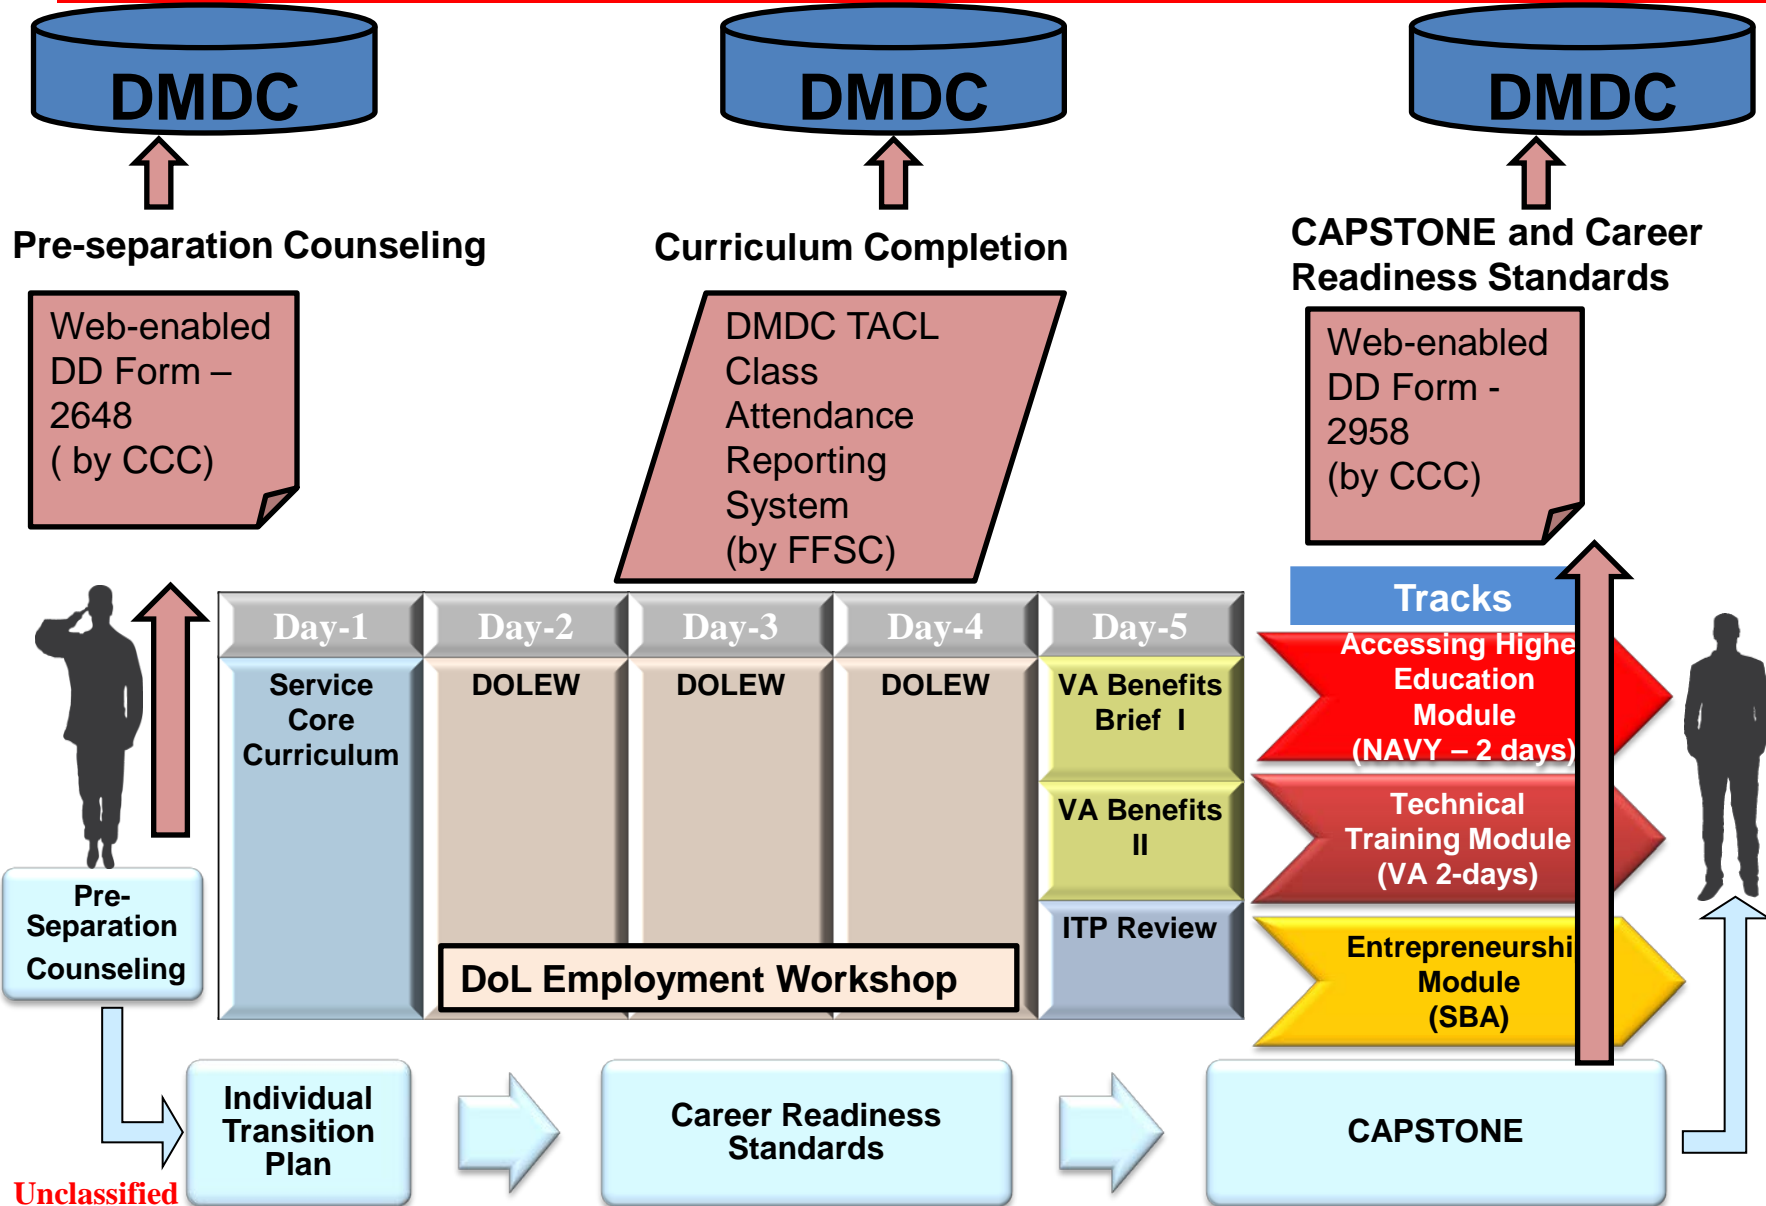 DMDC
DMDC
DMDC
Pre-separation Counseling
Curriculum Completion
CAPSTONE and Career
Readiness Standards
Web-enabled
DD Form –
2648
( by CCC)
DMDC TACL
Class
Attendance
Reporting
System
(by FFSC)
Web-enabled
DD Form -
2958
(by CCC)
Day-1
Day-2
Day-3
Day-4
Day-5
Service
Core
Curriculum
DOLEW
DOLEW
DOLEW
VA Benefits
Brief I
VA Benefits
II
ITP Review
DoL Employment Workshop
Tracks
Accessing Highe
Education
Module
(NAVY – 2 days)
Technical
Training Module
(VA 2-days)
Entrepreneurshi
Module
(SBA)
Pre-
Separation
Counseling
Individual
Transition
Plan
Career Readiness
Standards
CAPSTONE
Unclassified